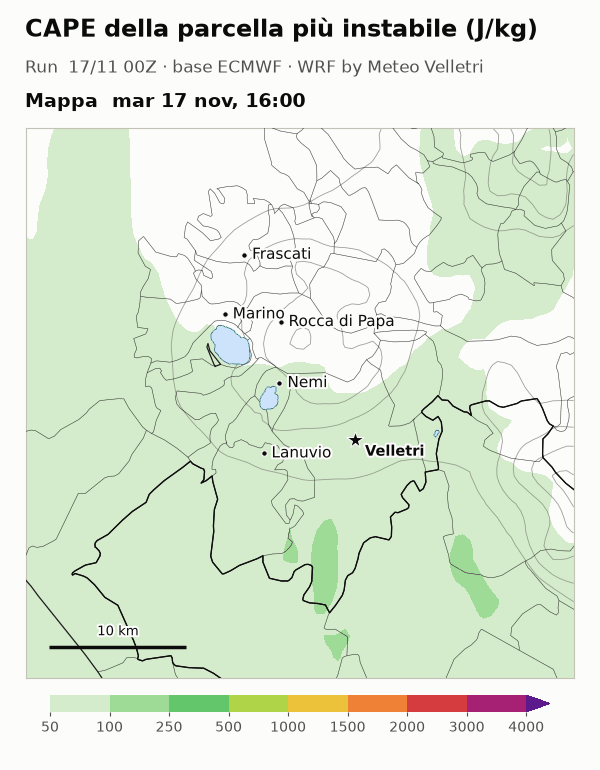 CAPE della parcella più instabile (J/kg)
Run  17/11 00Z · base ECMWF · WRF by Meteo Velletri
Mappa  mar 17 nov, 16:00
Frascati
Marino
Rocca di Papa
Nemi
Velletri
Lanuvio
10 km
50 100 250 500 1000 1500 2000 3000 4000